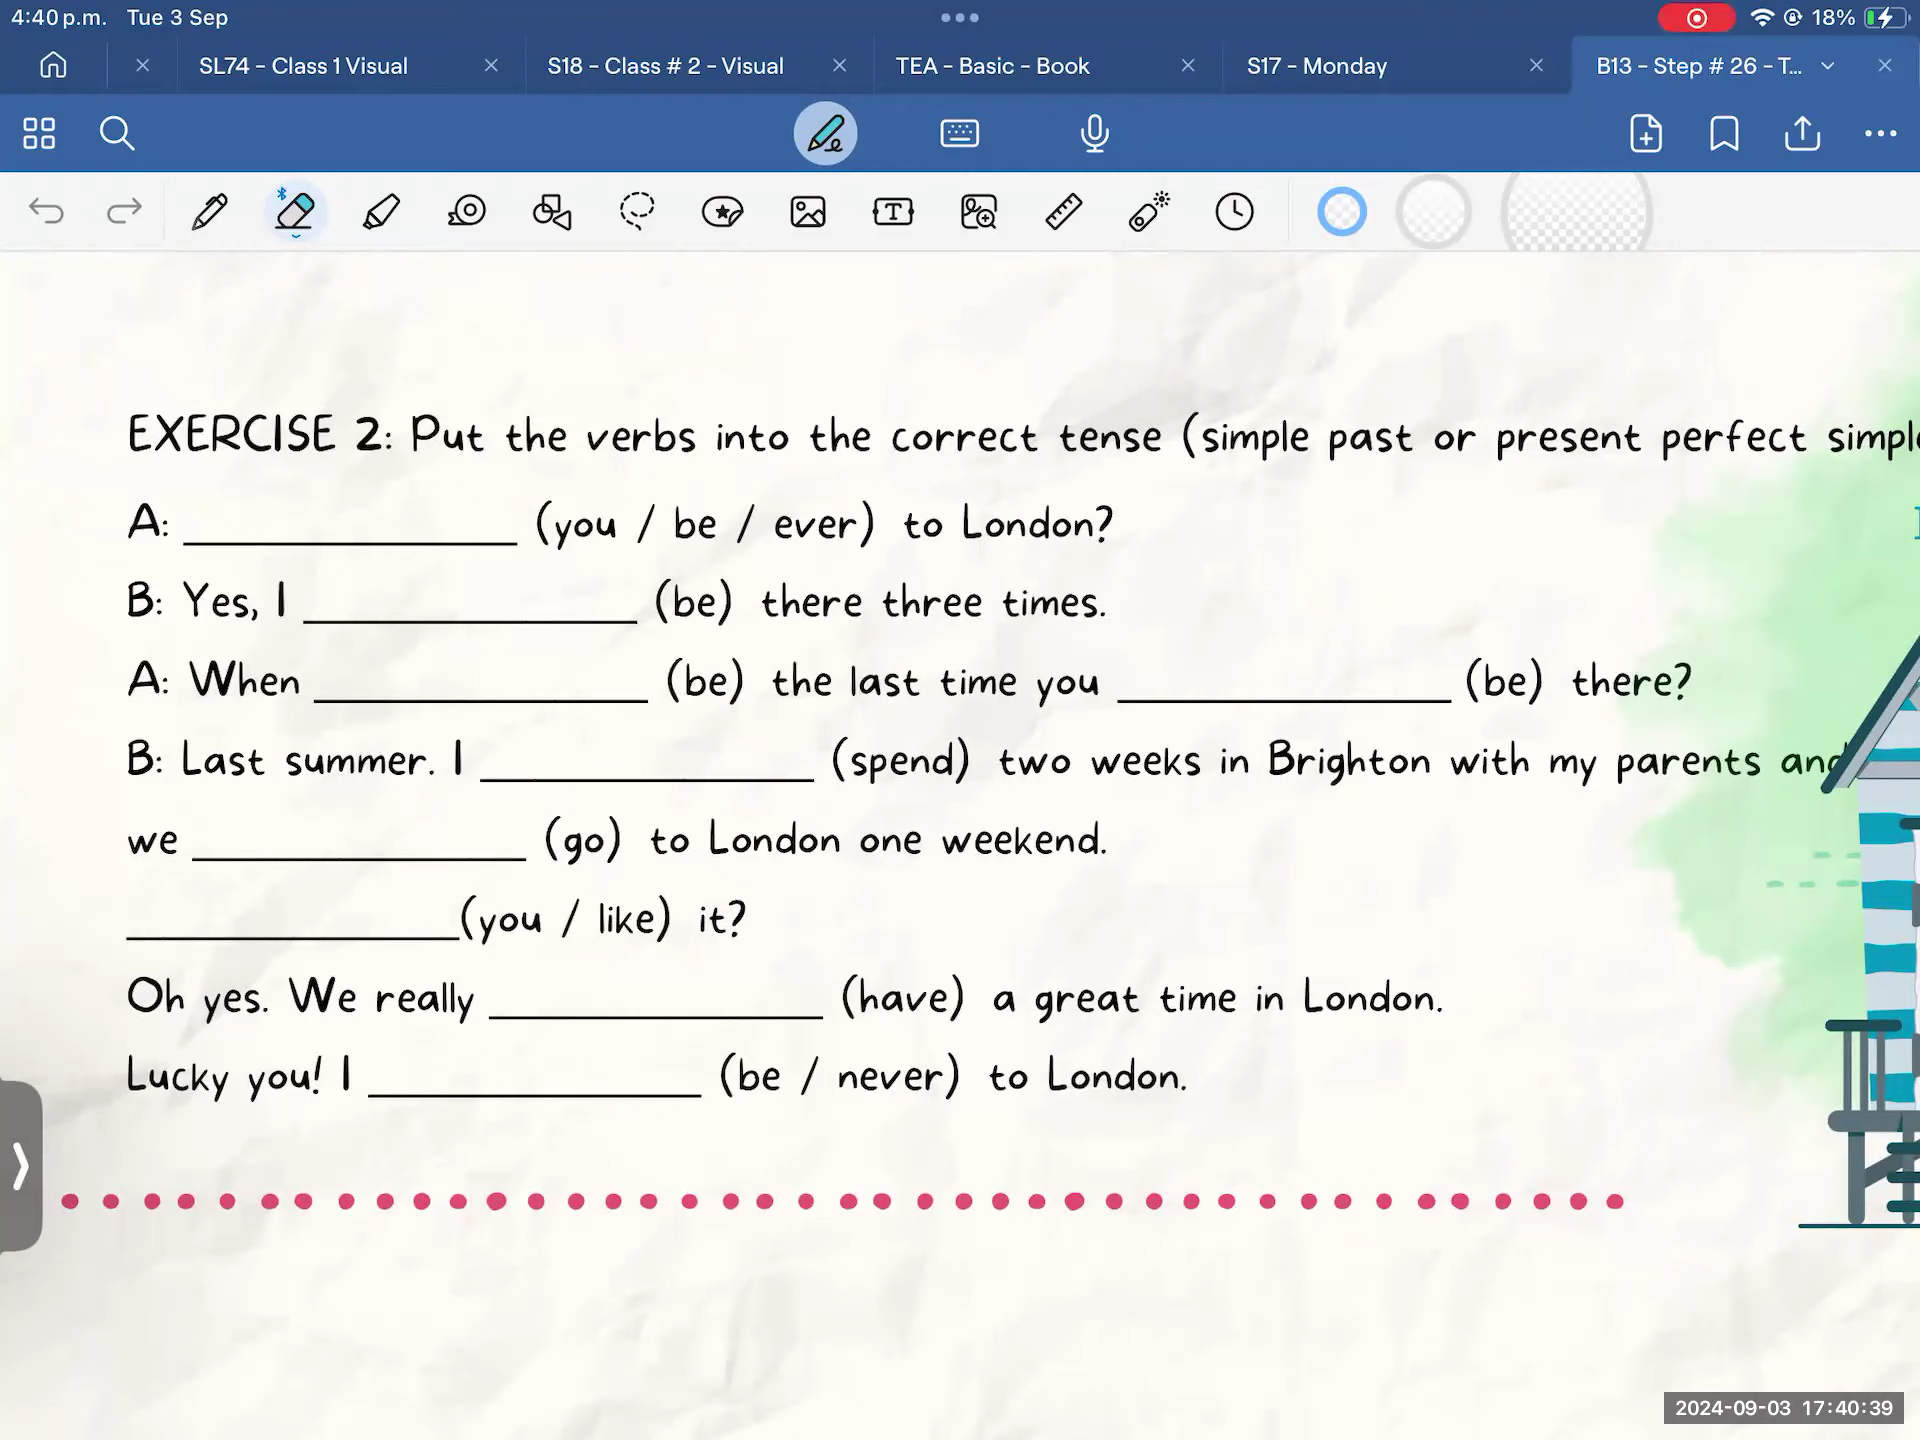 4:40 p.m. Tue 3 Sep
18%
SL74 - Class 1 Visual
S18 - Class # 2 - Visual
TEA - Basic - Book
S17 - Monday
B13 - Step # 26 - T...
EXERCISE 2: Put the verbs into the correct tense (simple past or present perfect simple
A: ______________ (you / be / ever) to London?
B: Yes, I ______________ (be) there three times.
A: When ______________ (be) the last time you ______________ (be) there?
B: Last summer. I ______________ (spend) two weeks in Brighton with my parents and
we ______________ (go) to London one weekend.
______________(you / like) it?
Oh yes. We really ______________ (have) a great time in London.
Lucky you! I ______________ (be / never) to London.
2024-09-03 17:40:39